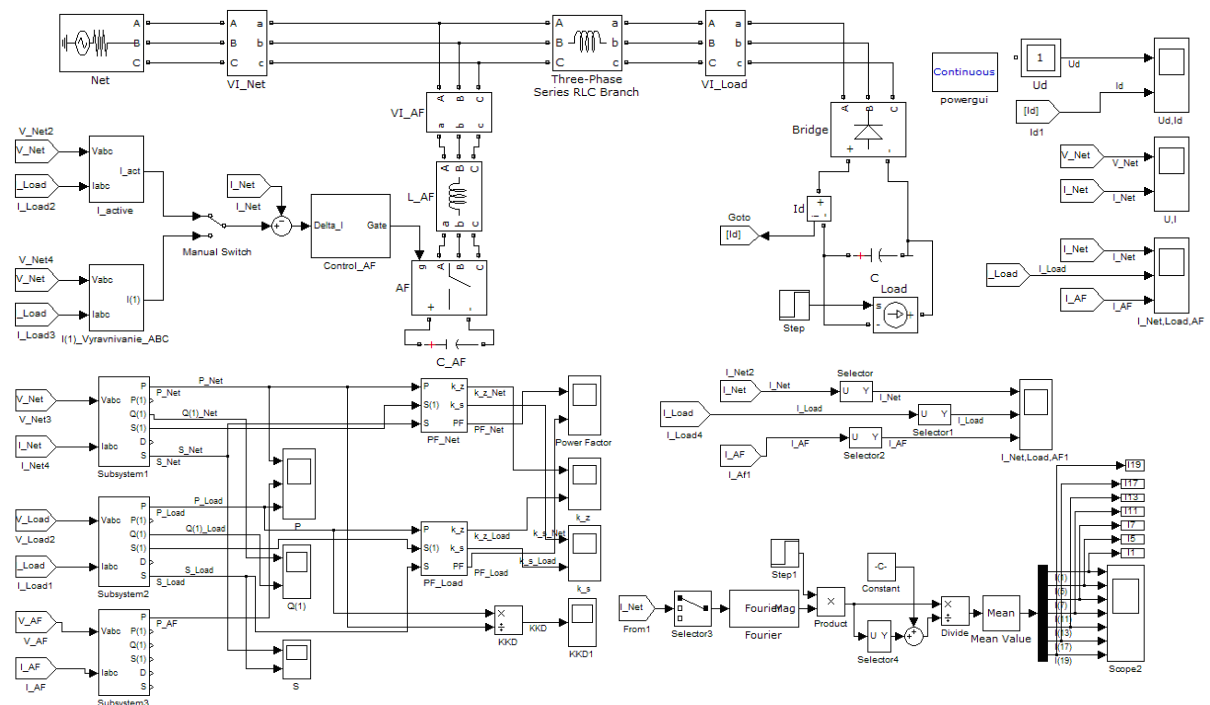 A A a A a A a
B B b B b B b
C C c C c C c
Net
VI_Net
Three-Phase
Series RLC Branch
VI_Load
Continuous
powergui
1
Ud
Ud
Id
[Id]
Id1
Ud,Id
A B C
VI_AF
a b c
A B C
Bridge
+ -
V_Net2
V_Net
Vabc
I_act
_Load
Iabc
I_Load2
I_active
I_Net
I_Net
Manual Switch
Delta_I
Gate
Control_AF
A B C
L_AF
a b c
g A B C
AF
+ -
C_AF
Id
+
-
Goto
[Id]
C
Load
s
-
+
Step
V_Net
V_Net
I_Net
I_Net
U,I
I_Net
I_Net
_Load
I_Load
I_AF
I_AF
I_Net,Load,AF
V_Net4
V_Net
Vabc
I(1)
_Load
Iabc
I_Load3
I(1)_Vyravnivanie_ABC
V_Net
V_Net3
I_Net
I_Net4
Vabc
Iabc
P
P(1)
Q(1)
S(1)
D
S
Subsystem1
P_Net
P_Net
Q(1)_Net
S_Net
S_Net
P
S(1)
S
k_z
k_s
PF
PF_Net
k_z_Net
PF_Net
Power Factor
V_Load
V_Load2
_Load
I_Load1
Vabc
Iabc
P
P(1)
Q(1)
S(1)
D
S
Subsystem2
P_Load
P_Load
Q(1)_Load
S_Load
S_Load
P
Q(1)
P
S(1)
S
k_z
k_s
PF
PF_Load
k_z_Load
k_s_Net
k_s_Load
PF_Load
k_z
k_s
V_AF
V_AF
I_AF
I_AF
Vabc
Iabc
P
P(1)
Q(1)
S(1)
D
S
Subsystem3
P_AF
S
×
÷
KKD
KKD
KKD1
I_Net2
I_Net
I_Net
U Y
Selector
I_Net
I_Load
I_Load4
I_Load
U Y
Selector1
I_Load
I_AF
I_Af1
I_AF
U Y
Selector2
I_AF
I_Net,Load,AF1
I19
I17
I13
I11
I7
I5
I1
I_Net
From1
Selector3
Fourier
Mag
Fourier
Step1
×
Product
-C-
Constant
U Y
Selector4
×
÷
Divide
Mean
Mean Value
I(1)
I(5)
I(7)
I(11)
I(13)
I(17)
I(19)
Scope2